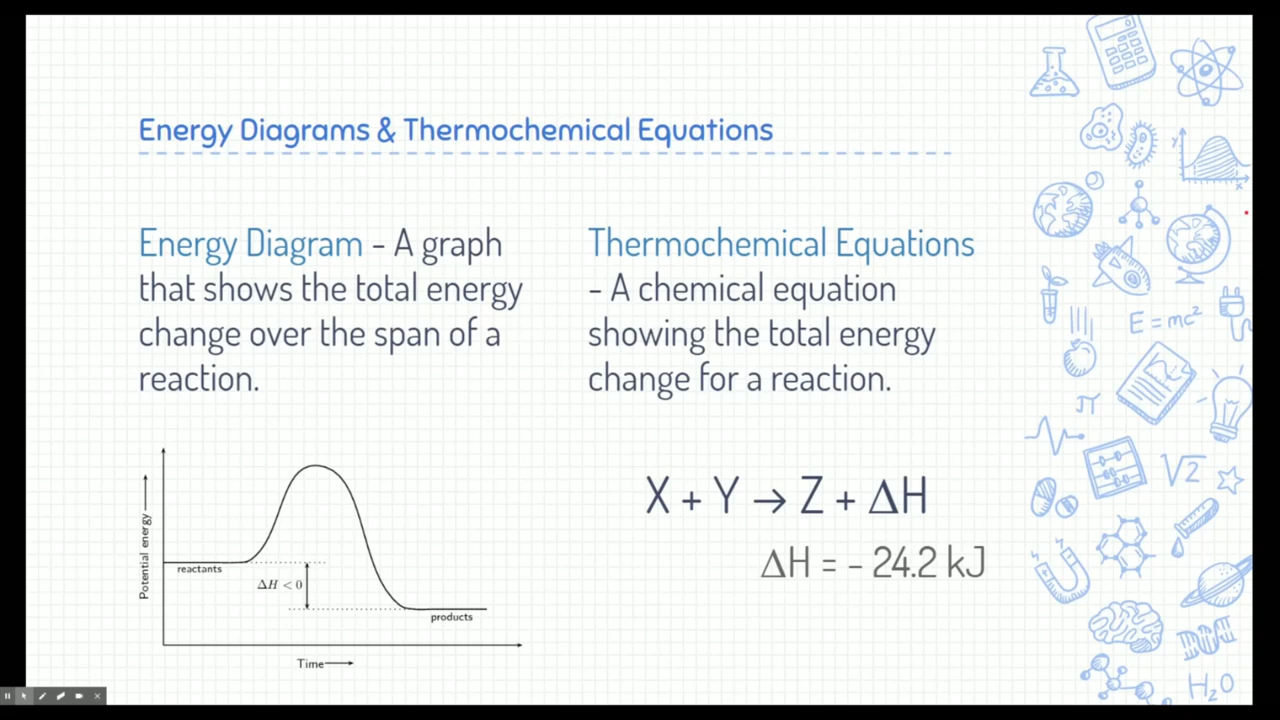 Energy Diagrams & Thermochemical Equations
Energy Diagram - A graph
that shows the total energy
change over the span of a
reaction.
Thermochemical Equations
- A chemical equation
showing the total energy
change for a reaction.
X + Y → Z + ΔH
ΔH = - 24.2 kJ
Potential energy
reactants
ΔH < 0
products
Time
y
x
E=mc²
π
√2
H₂O